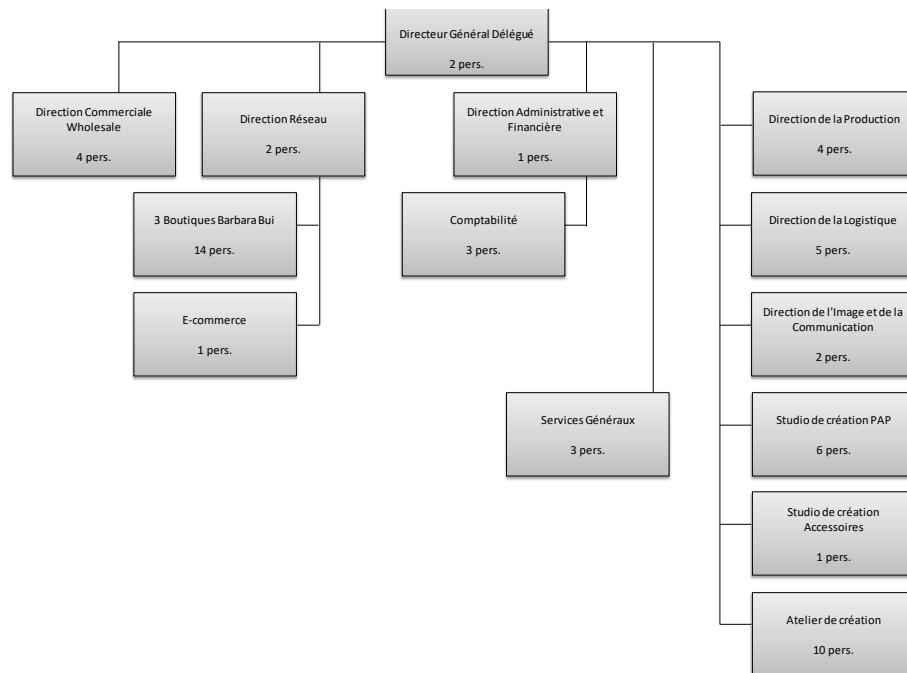 Directeur Général Délégué
2 pers.
Direction Commerciale
Wholesale
4 pers.
Direction Réseau
2 pers.
Direction Administrative et
Financière
1 pers.
Direction de la Production
4 pers.
3 Boutiques Barbara Bui
14 pers.
Comptabilité
3 pers.
Direction de la Logistique
5 pers.
E-commerce
1 pers.
Direction de l'Image et de la
Communication
2 pers.
Services Généraux
3 pers.
Studio de création PAP
6 pers.
Studio de création
Accessoires
1 pers.
Atelier de création
10 pers.